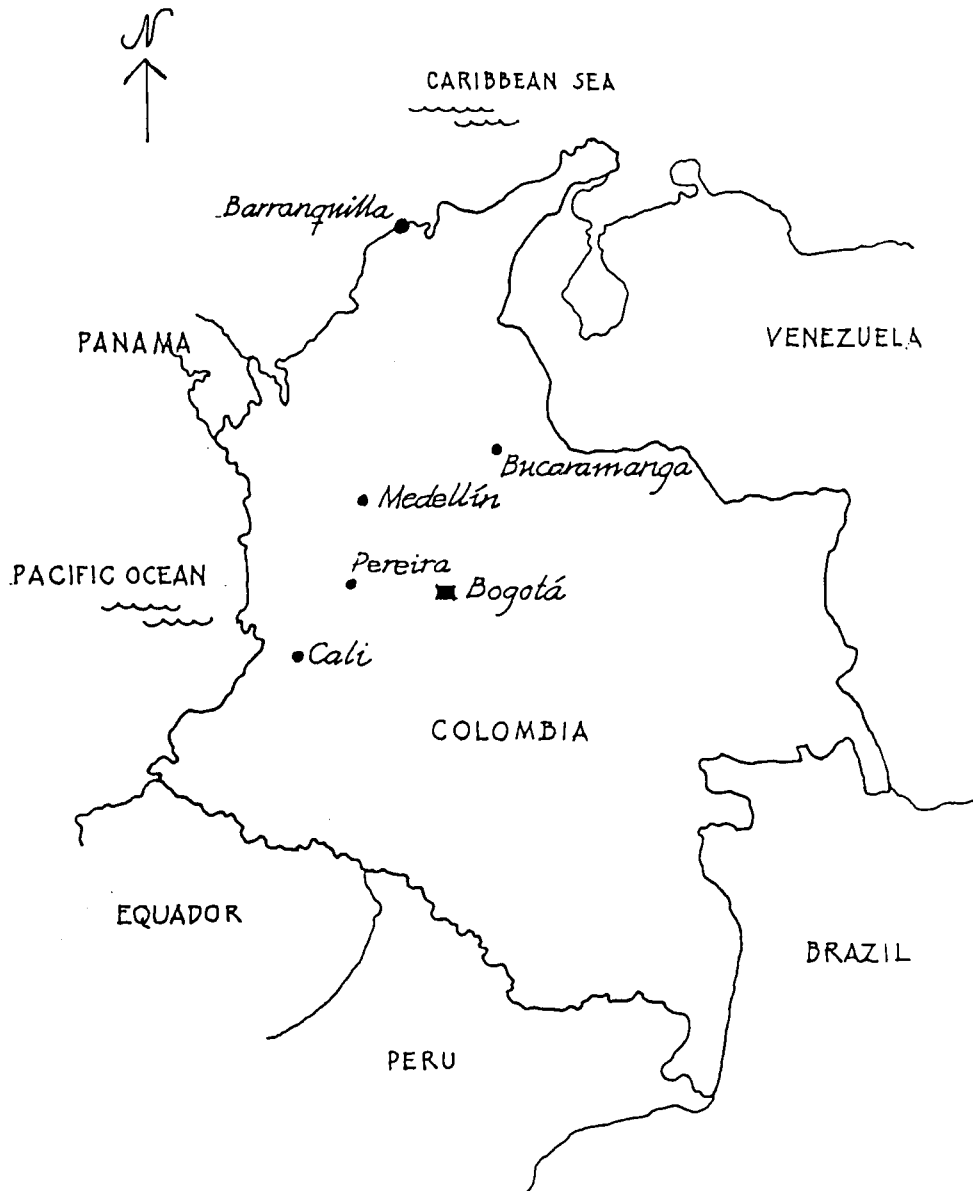 N
CARIBBEAN SEA
Barranquilla
PANAMA
VENEZUELA
Bucaramanga
Medellín
Pereira
PACIFIC OCEAN
Bogotá
Cali
COLOMBIA
EQUADOR
BRAZIL
PERU